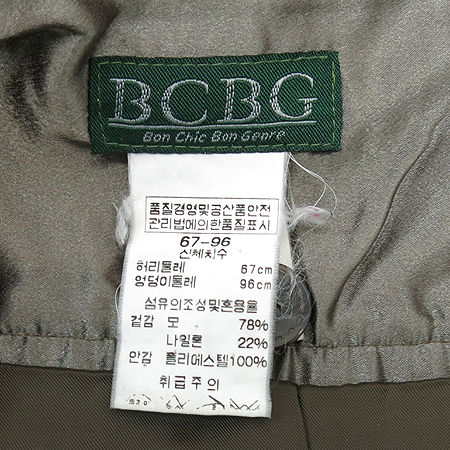 BCBG
Bon Chic Bon Genre
품질경영및공산품안전
관리법에의한품질표시
67-96
신체치수
허리둘레 67cm
엉덩이둘레 96cm
섬유의조성및혼용율
겉감 모 78%
나일론 22%
안감 폴리에스텔100%
취급주의